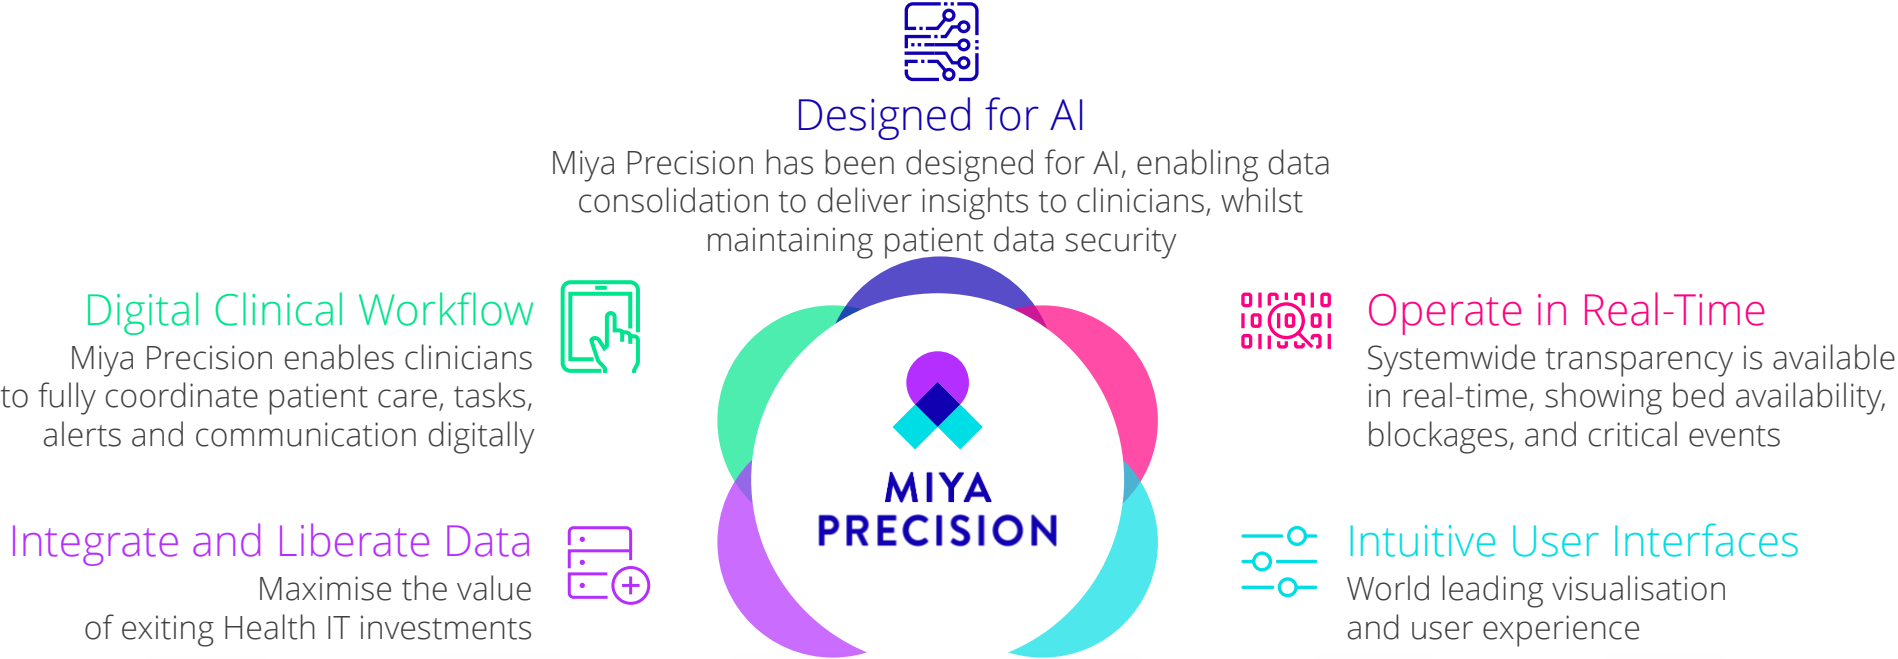 Designed for AI
Miya Precision has been designed for AI, enabling data
consolidation to deliver insights to clinicians, whilst
maintaining patient data security
Digital Clinical Workflow
Miya Precision enables clinicians
to fully coordinate patient care, tasks,
alerts and communication digitally
Integrate and Liberate Data
Maximise the value
of exiting Health IT investments
MIYA
PRECISION
Operate in Real-Time
Systemwide transparency is available
in real-time, showing bed availability,
blockages, and critical events
Intuitive User Interfaces
World leading visualisation
and user experience